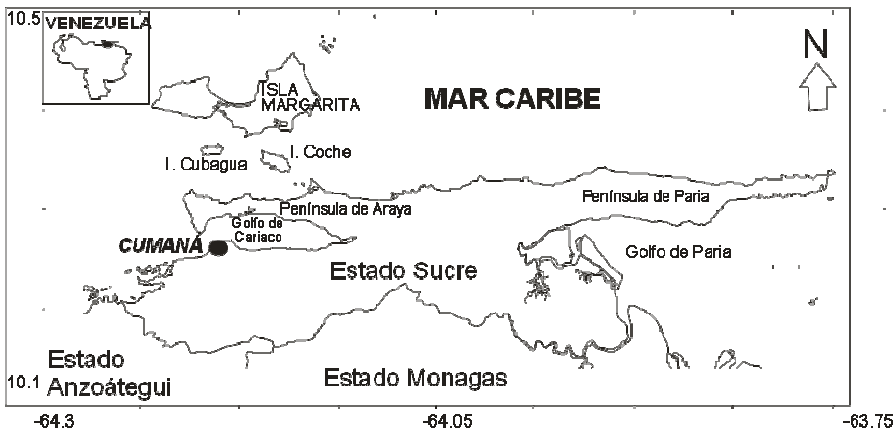 10.5
VENEZUELA
N
ISLA
MARGARITA
MAR CARIBE
I. Cubagua
I. Coche
Península de Araya
Península de Paria
Golfo de
Cariaco
CUMANÁ
Golfo de Paria
Estado Sucre
Estado
Anzoátegui
Estado Monagas
10.1
-64.3
-64.05
-63.75